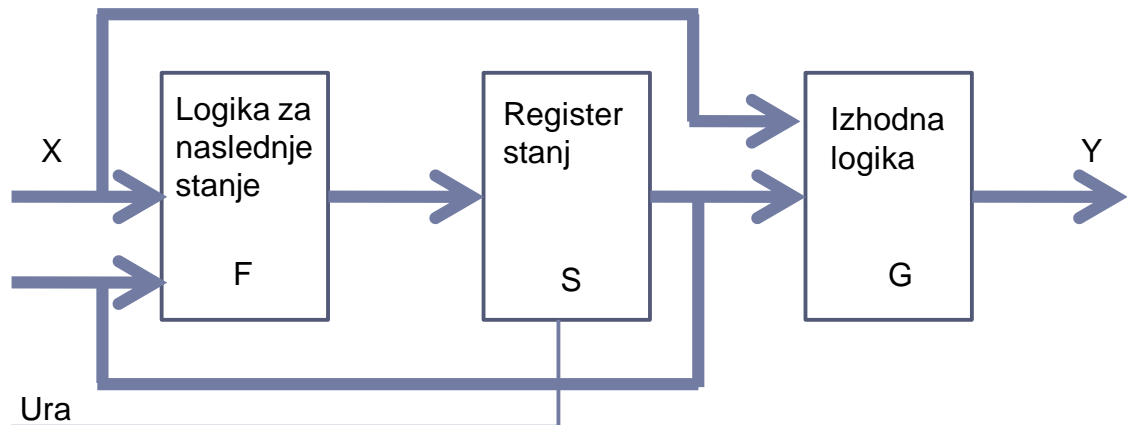 X
Logika za
naslednje
stanje
F
Register
stanj
S
Izhodna
logika
G
Y
Ura